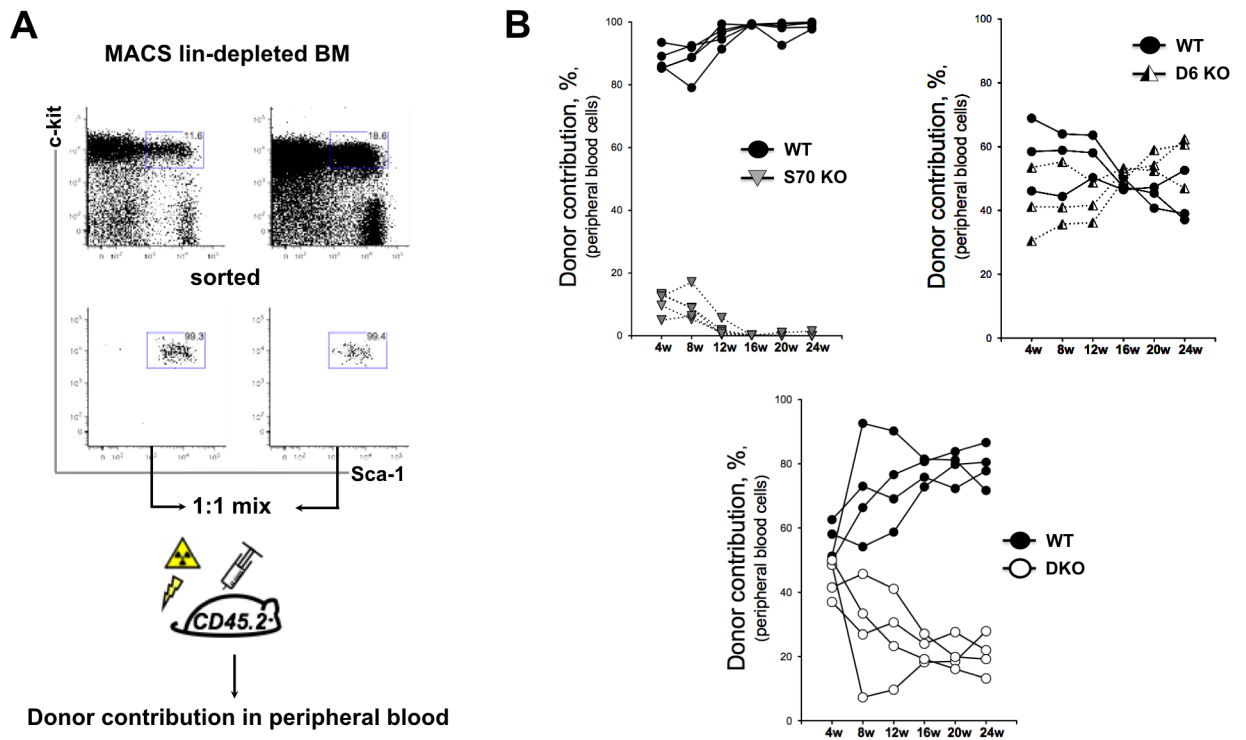 A
MACS lin-depleted BM
c-kit
11.6
18.6
sorted
99.3
99.4
Sca-1
1:1 mix
CD45.2
Donor contribution in peripheral blood
B
Donor contribution, %,
(peripheral blood cells)
100
80
60
40
20
0
4w 8w 12w 16w 20w 24w
WT
S70 KO
Donor contribution, %,
(peripheral blood cells)
100
80
60
40
20
0
4w 8w 12w 16w 20w 24w
WT
D6 KO
Donor contribution, %,
(peripheral blood cells)
100
80
60
40
20
0
4w 8w 12w 16w 20w 24w
WT
DKO